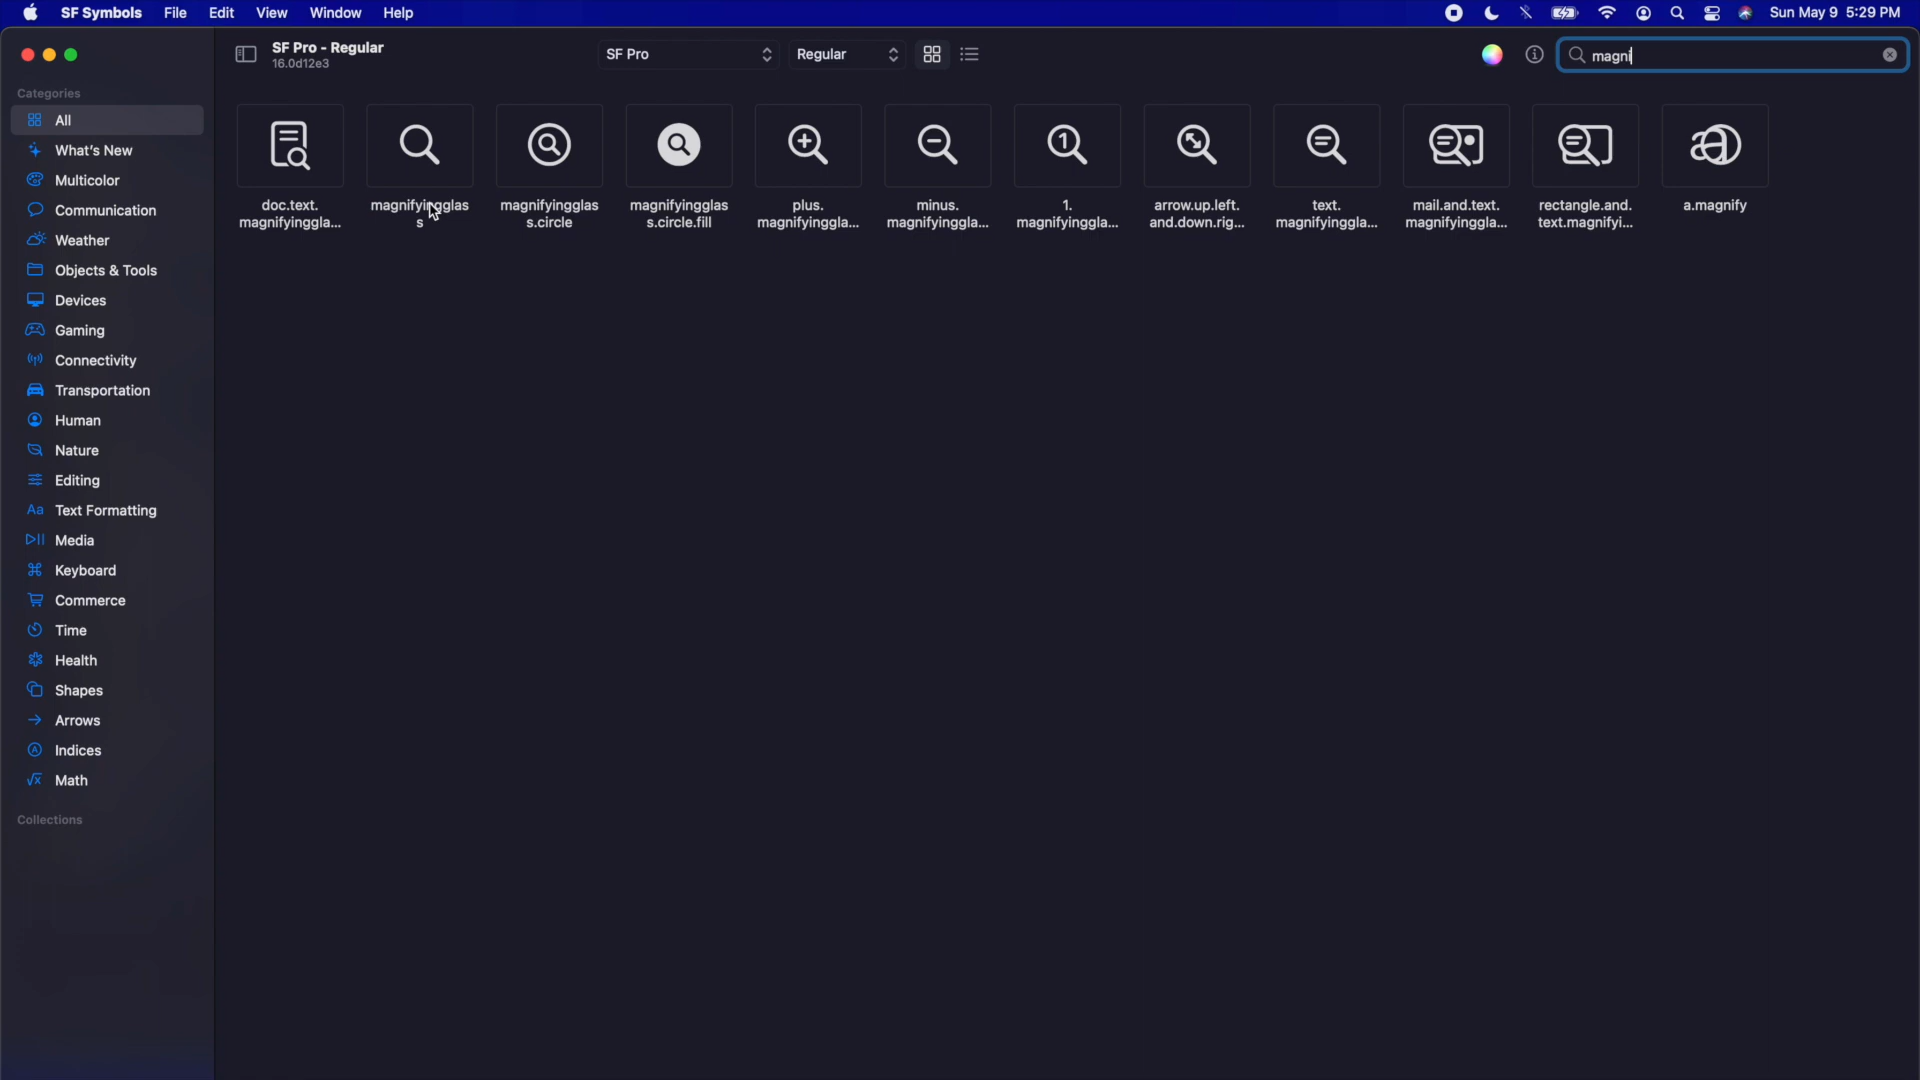 SF Symbols File Edit View Window Help Sun May 9 5:29 PM
SF Pro - Regular
16.0d12e3
SF Pro
Regular
magni
Categories
All
What's New
Multicolor
Communication
Weather
Objects & Tools
Devices
Gaming
Connectivity
Transportation
Human
Nature
Editing
Aa Text Formatting
Media
Keyboard
Commerce
Time
Health
Shapes
Arrows
Indices
Math
Collections
doc.text.
magnifyinggla...
magnifyingglas
s
magnifyingglas
s.circle
magnifyingglas
s.circle.fill
plus.
magnifyinggla...
minus.
magnifyinggla...
1
1.
magnifyinggla...
arrow.up.left.
and.down.rig...
text.
magnifyinggla...
mail.and.text.
magnifyinggla...
rectangle.and.
text.magnifyi...
a.magnify